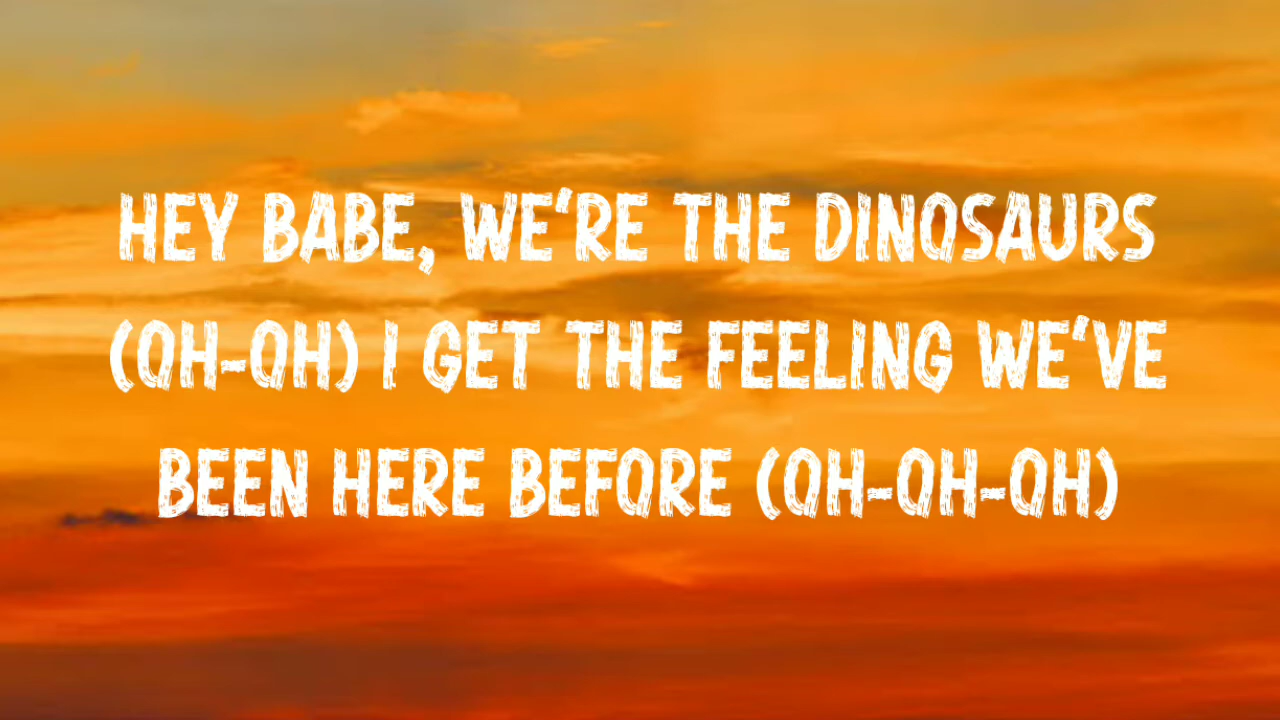 HEY BABE, WE'RE THE DINOSAURS
(OH-OH) I GET THE FEELING WE'VE
BEEN HERE BEFORE (OH-OH-OH)